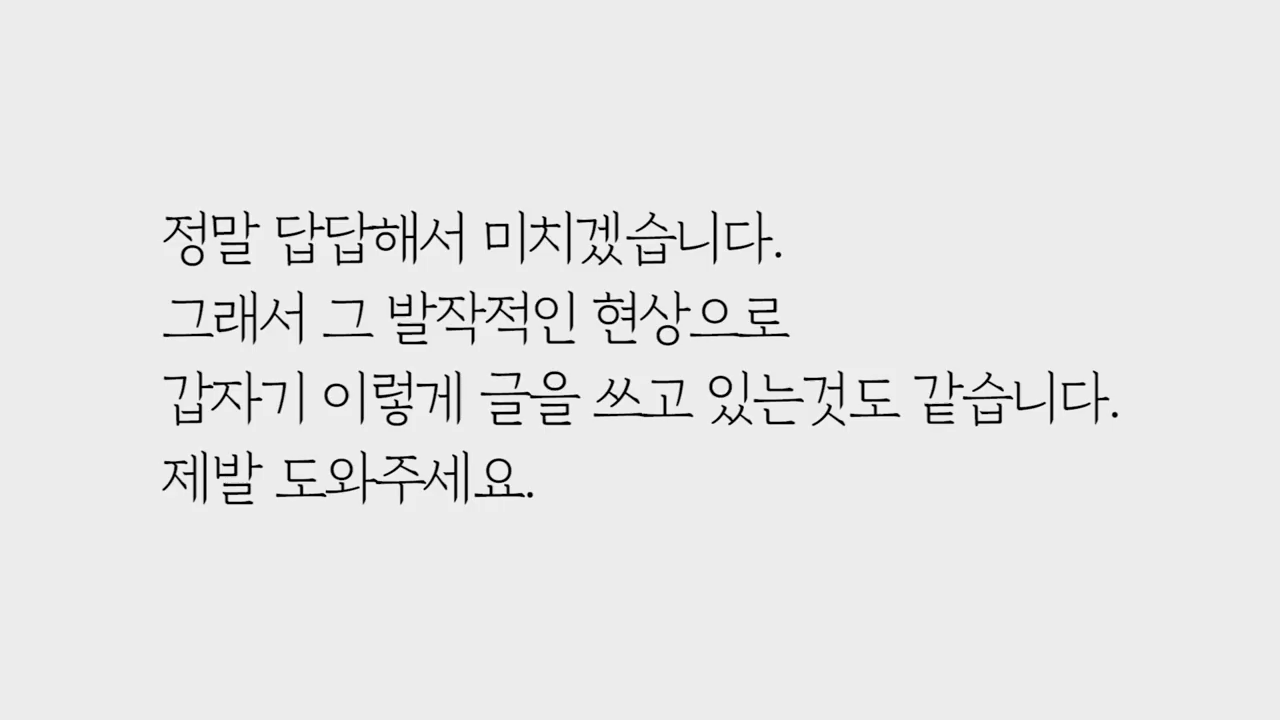 정말 답답해서 미치겠습니다.
그래서 그 발작적인 현상으로
갑자기 이렇게 글을 쓰고 있는것도 같습니다.
제발 도와주세요.